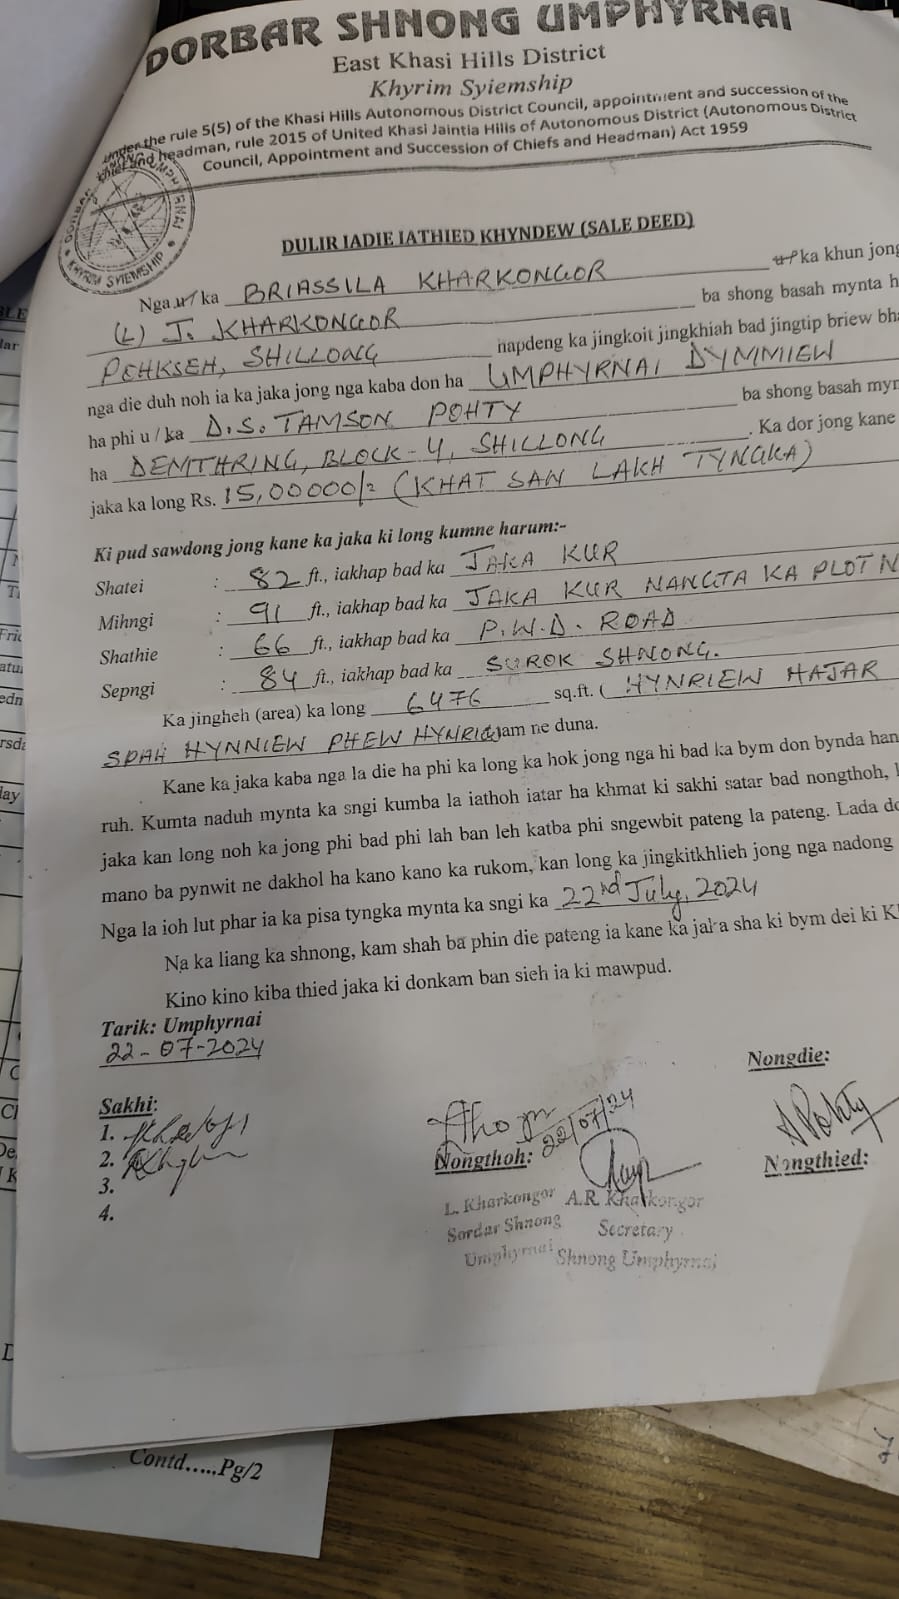 DORBAR SHNONG UMPHYRNAI
East Khasi Hills District
Khyrim Syiemship
under the rule 5(5) of the Khasi Hills Autonomous District Council, appointment and succession of the
chief and headman, rule 2015 of United Khasi Jaintia Hills of Autonomous District (Autonomous District
Council, Appointment and Succession of Chiefs and Headman) Act 1959
DORBAR SHNONG UMPHYRNAI
KHYRIM SYIEMSHIP
DULIR IADIE IATHIED KHYNDEW (SALE DEED)
Nga u/ ka BRIASSILA KHARKONGOR u/ ka khun jong
(L) J. KHARKONGOR ba shong basah mynta h
POHKSEH, SHILLONG napdeng ka jingkoit jingkhiah bad jingtip briew bha
nga die duh noh ia ka jaka jong nga kaba don ha UMPHYRNAI DYMMIEW
ha phi u / ka D.S. TAMSON POHTY ba shong basah myn
ha DEMTHRING, BLOCK-4, SHILLONG . Ka dor jong kane
jaka ka long Rs. 15,00000/= (KHAT SAN LAKH TYNGKA)
Ki pud sawdong jong kane ka jaka ki long kumne harum:-
Shatei : 82 ft., iakhap bad ka JAKA KUR
Mihngi : 91 ft., iakhap bad ka JAKA KUR NANGTA KA PLOT N
Shathie : 66 ft., iakhap bad ka P.W.D. ROAD
Sepngi : 84 ft., iakhap bad ka SUROK SHNONG.
Ka jingheh (area) ka long 6476 sq.ft. ( HYNRIEW HAJAR
SPAH HYNNIEW PHEW HYNRIEW lam ne duna.
Kane ka jaka kaba nga la die ha phi ka long ka hok jong nga hi bad ka bym don bynda han
ruh. Kumta naduh mynta ka sngi kumba la iathoh iatar ha khmat ki sakhi satar bad nongthoh,
jaka kan long noh ka jong phi bad phi lah ban leh katba phi sngewbit pateng la pateng. Lada do
mano ba pynwit ne dakhol ha kano kano ka rukom, kan long ka jingkitkhlieh jong nga nadong
Nga la ioh lut phar ia ka pisa tyngka mynta ka sngi ka 22nd July, 2024
Na ka liang ka shnong, kam shah ba phin die pateng ia kane ka jaka sha ki bym dei ki K
Kino kino kiba thied jaka ki donkam ban sieh ia ki mawpud.
Tarik: Umphyrnai
22-07-2024
Nongdie:
Sakhi:
1.
2.
3.
4.
22/07/24
Nongthoh:
Nongthied:
L. Kharkongor A.R. Kharkongor
Sordar Shnong Secretary
Umphyrnai Shnong Umphyrnai
Contd.....Pg/2